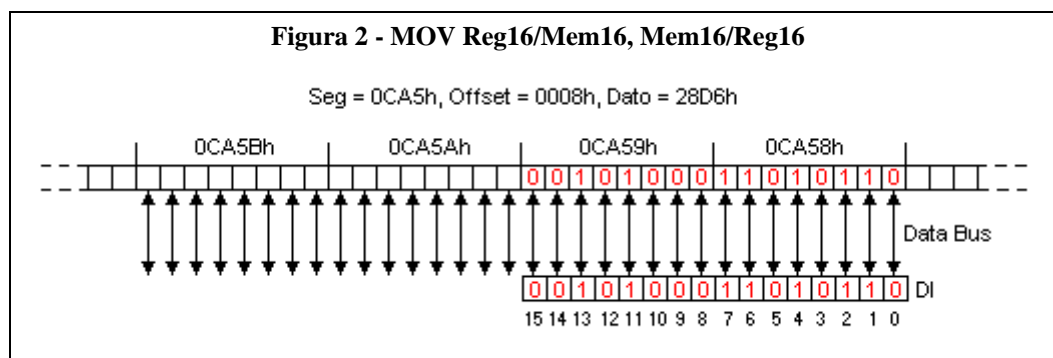 Figura 2 - MOV Reg16/Mem16, Mem16/Reg16
Seg = 0CA5h, Offset = 0008h, Dato = 28D6h
0CA5Bh 0CA5Ah 0CA59h 0CA58h
0 0 1 0 1 0 0 0 1 1 0 1 0 1 1 0
Data Bus
0 0 1 0 1 0 0 0 1 1 0 1 0 1 1 0 DI
15 14 13 12 11 10 9 8 7 6 5 4 3 2 1 0